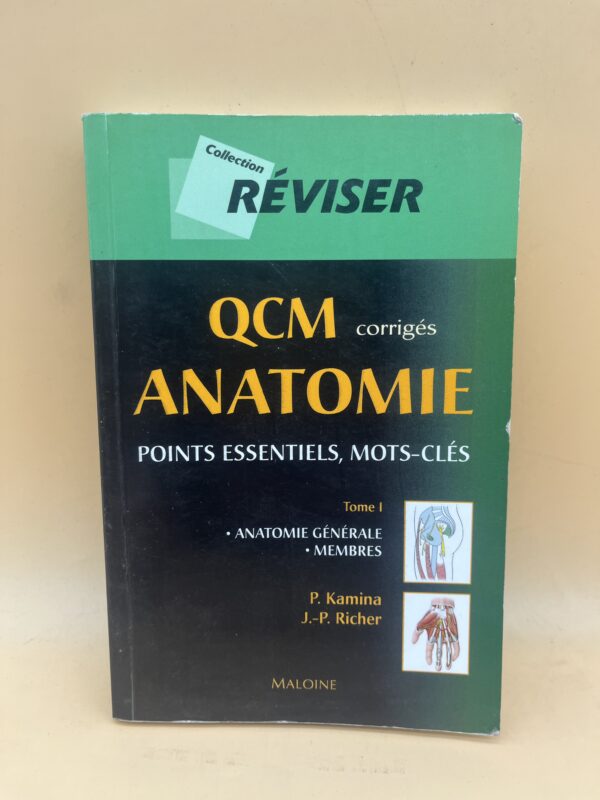 Collection
RÉVISER
QCM corrigés
ANATOMIE
POINTS ESSENTIELS, MOTS-CLÉS
Tome I
• ANATOMIE GÉNÉRALE
• MEMBRES
P. Kamina
J.-P. Richer
MALOINE